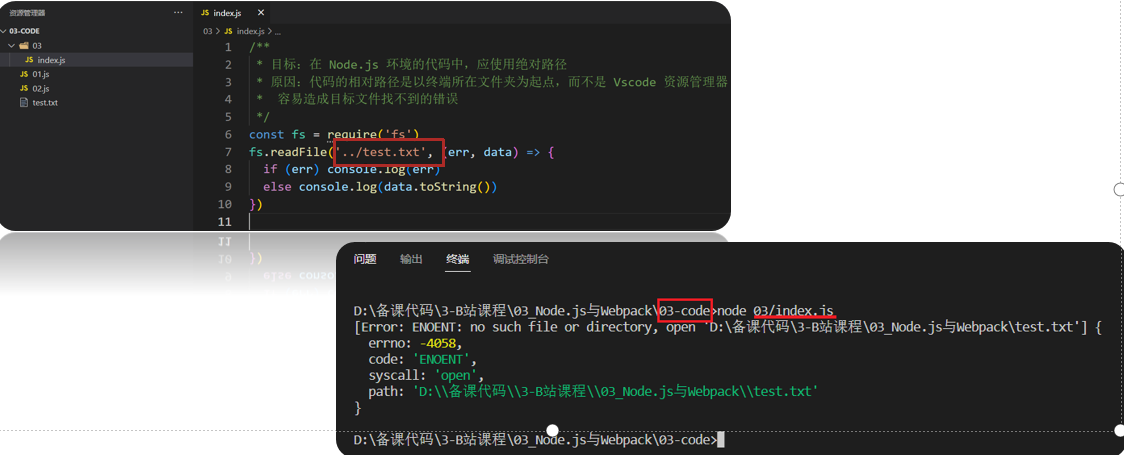 资源管理器
···
03-CODE
03
JS index.js
JS 01.js
JS 02.js
test.txt
JS index.js ×
03 > JS index.js > ...
1 /**
2 * 目标：在 Node.js 环境的代码中，应使用绝对路径
3 * 原因：代码的相对路径是以终端所在文件夹为起点，而不是 Vscode 资源管理器
4 * 容易造成目标文件找不到的错误
5 */
6 const fs = require('fs')
7 fs.readFile('../test.txt', (err, data) => {
8 if (err) console.log(err)
9 else console.log(data.toString())
10 })
11
问题 输出 终端 调试控制台
D:\备课代码\3-B站课程\03_Node.js与Webpack\03-code>node 03/index.js
[Error: ENOENT: no such file or directory, open 'D:\备课代码\3-B站课程\03_Node.js与Webpack\test.txt'] {
errno: -4058,
code: 'ENOENT',
syscall: 'open',
path: 'D:\\备课代码\\3-B站课程\\03_Node.js与Webpack\\test.txt'
}
D:\备课代码\3-B站课程\03_Node.js与Webpack\03-code>